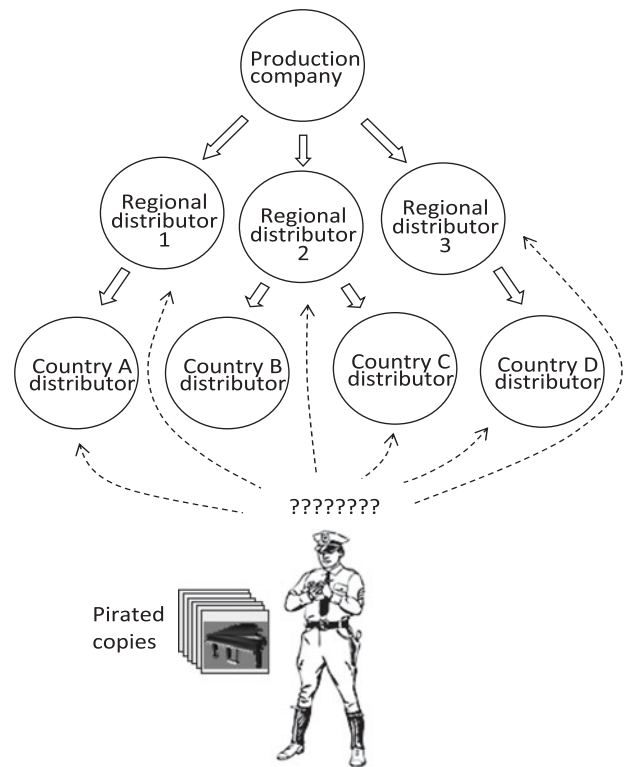 Production
company
Regional
distributor
1
Regional
distributor
2
Regional
distributor
3
Country A
distributor
Country B
distributor
Country C
distributor
Country D
distributor
????????
Pirated
copies